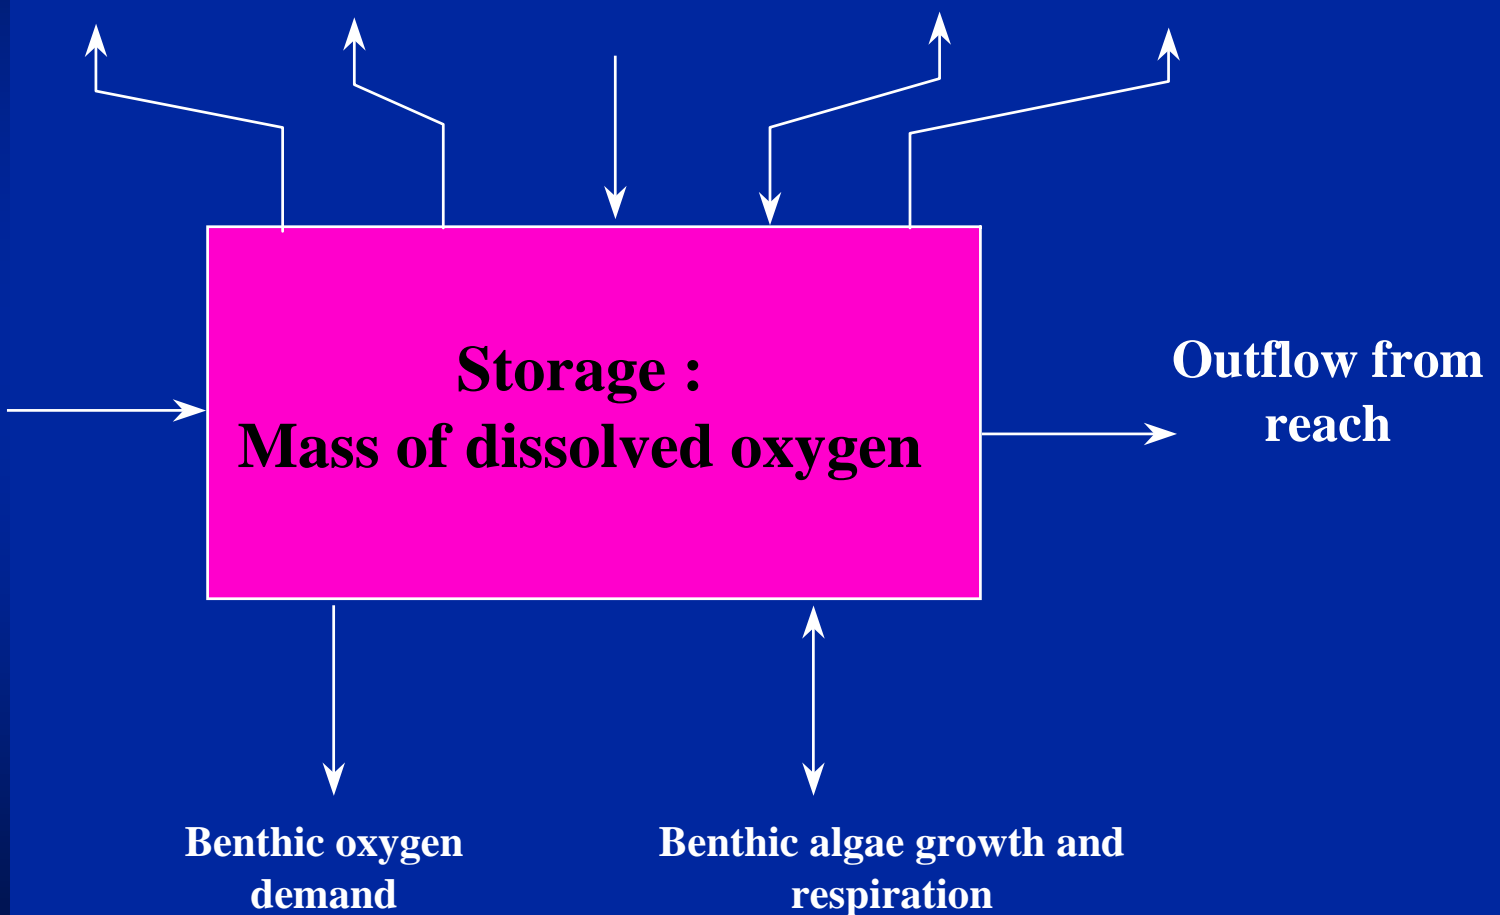 Storage :
Mass of dissolved oxygen
Outflow from
reach
Benthic oxygen
demand
Benthic algae growth and
respiration